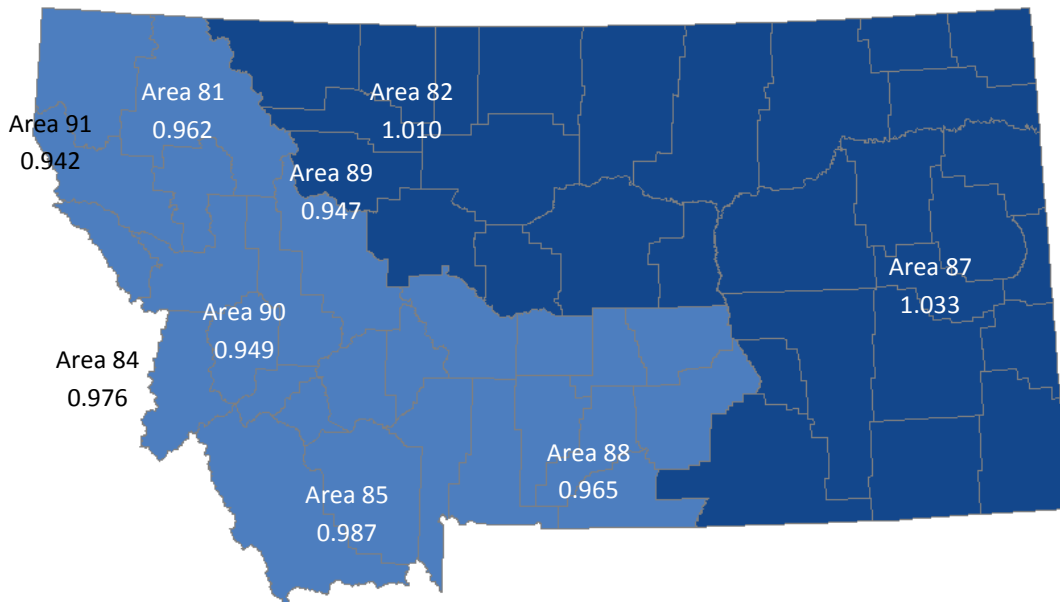 Area 81
0.962
Area 82
1.010
Area 91
0.942
Area 89
0.947
Area 87
1.033
Area 90
0.949
Area 84
0.976
Area 88
0.965
Area 85
0.987